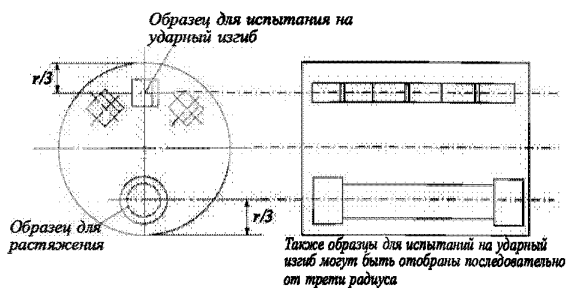 Образец для испытания на
ударный изгиб
r/3
r/3
Образец для
растяжения
Также образцы для испытаний на ударный
изгиб могут быть отобраны последовательно
от трети радиуса